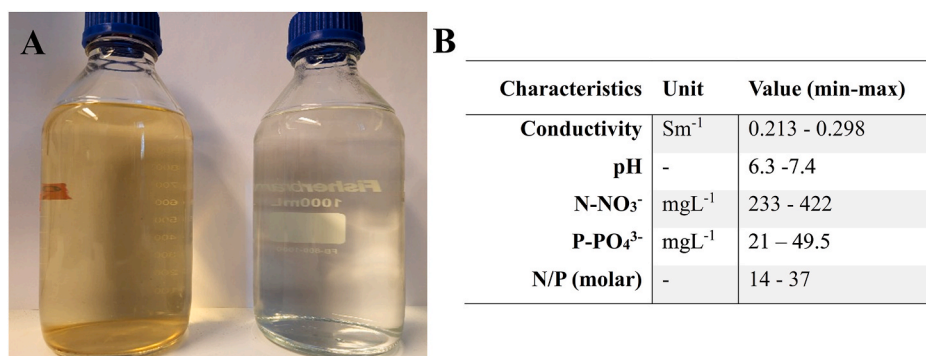 A
B
Fisherbrand
1000mL
Characteristics Unit Value (min-max)
Conductivity Sm-1 0.213 - 0.298
pH - 6.3 -7.4
N-NO3- mgL-1 233 - 422
P-PO43- mgL-1 21 – 49.5
N/P (molar) - 14 - 37